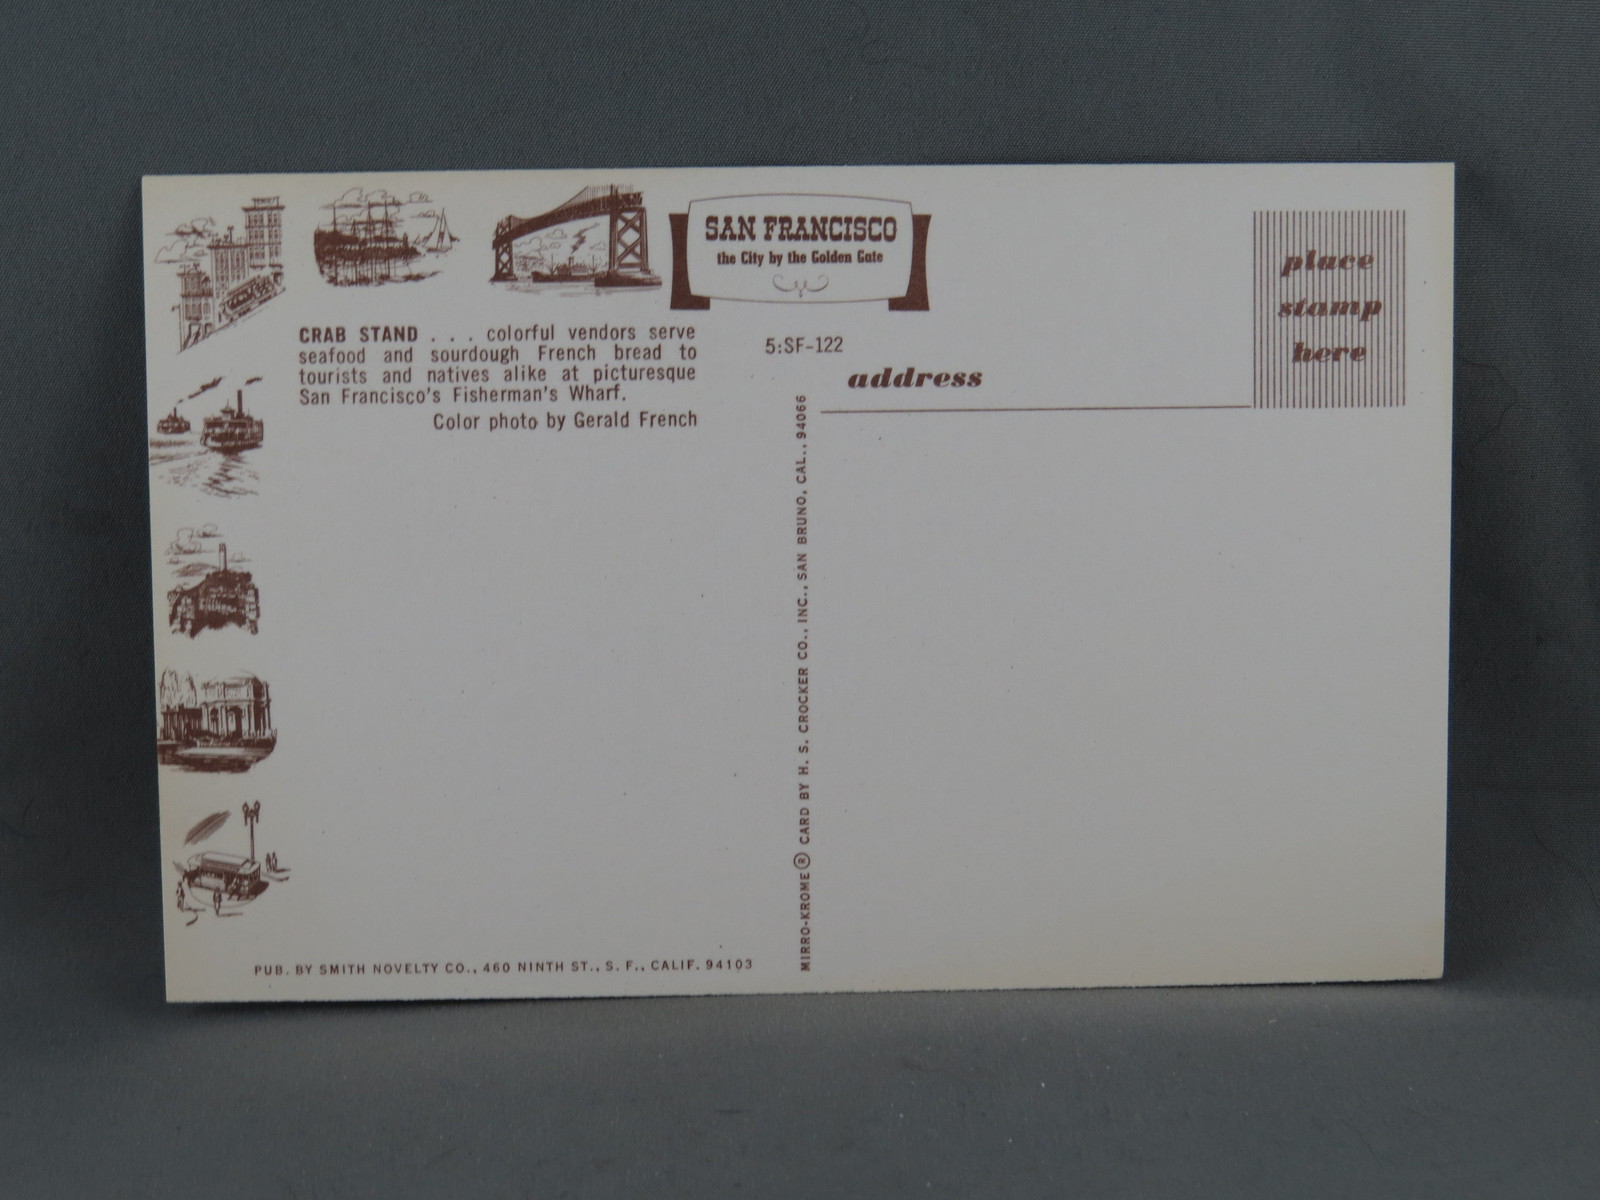 SAN FRANCISCO
the City by the Golden Gate
place
stamp
here
CRAB STAND . . . colorful vendors serve
seafood and sourdough French bread to
tourists and natives alike at picturesque
San Francisco's Fisherman's Wharf.
Color photo by Gerald French
5:SF-122
address
MIRRO-KROME® CARD BY H. S. CROCKER CO., INC., SAN BRUNO, CAL., 94066
PUB. BY SMITH NOVELTY CO., 460 NINTH ST., S. F., CALIF. 94103